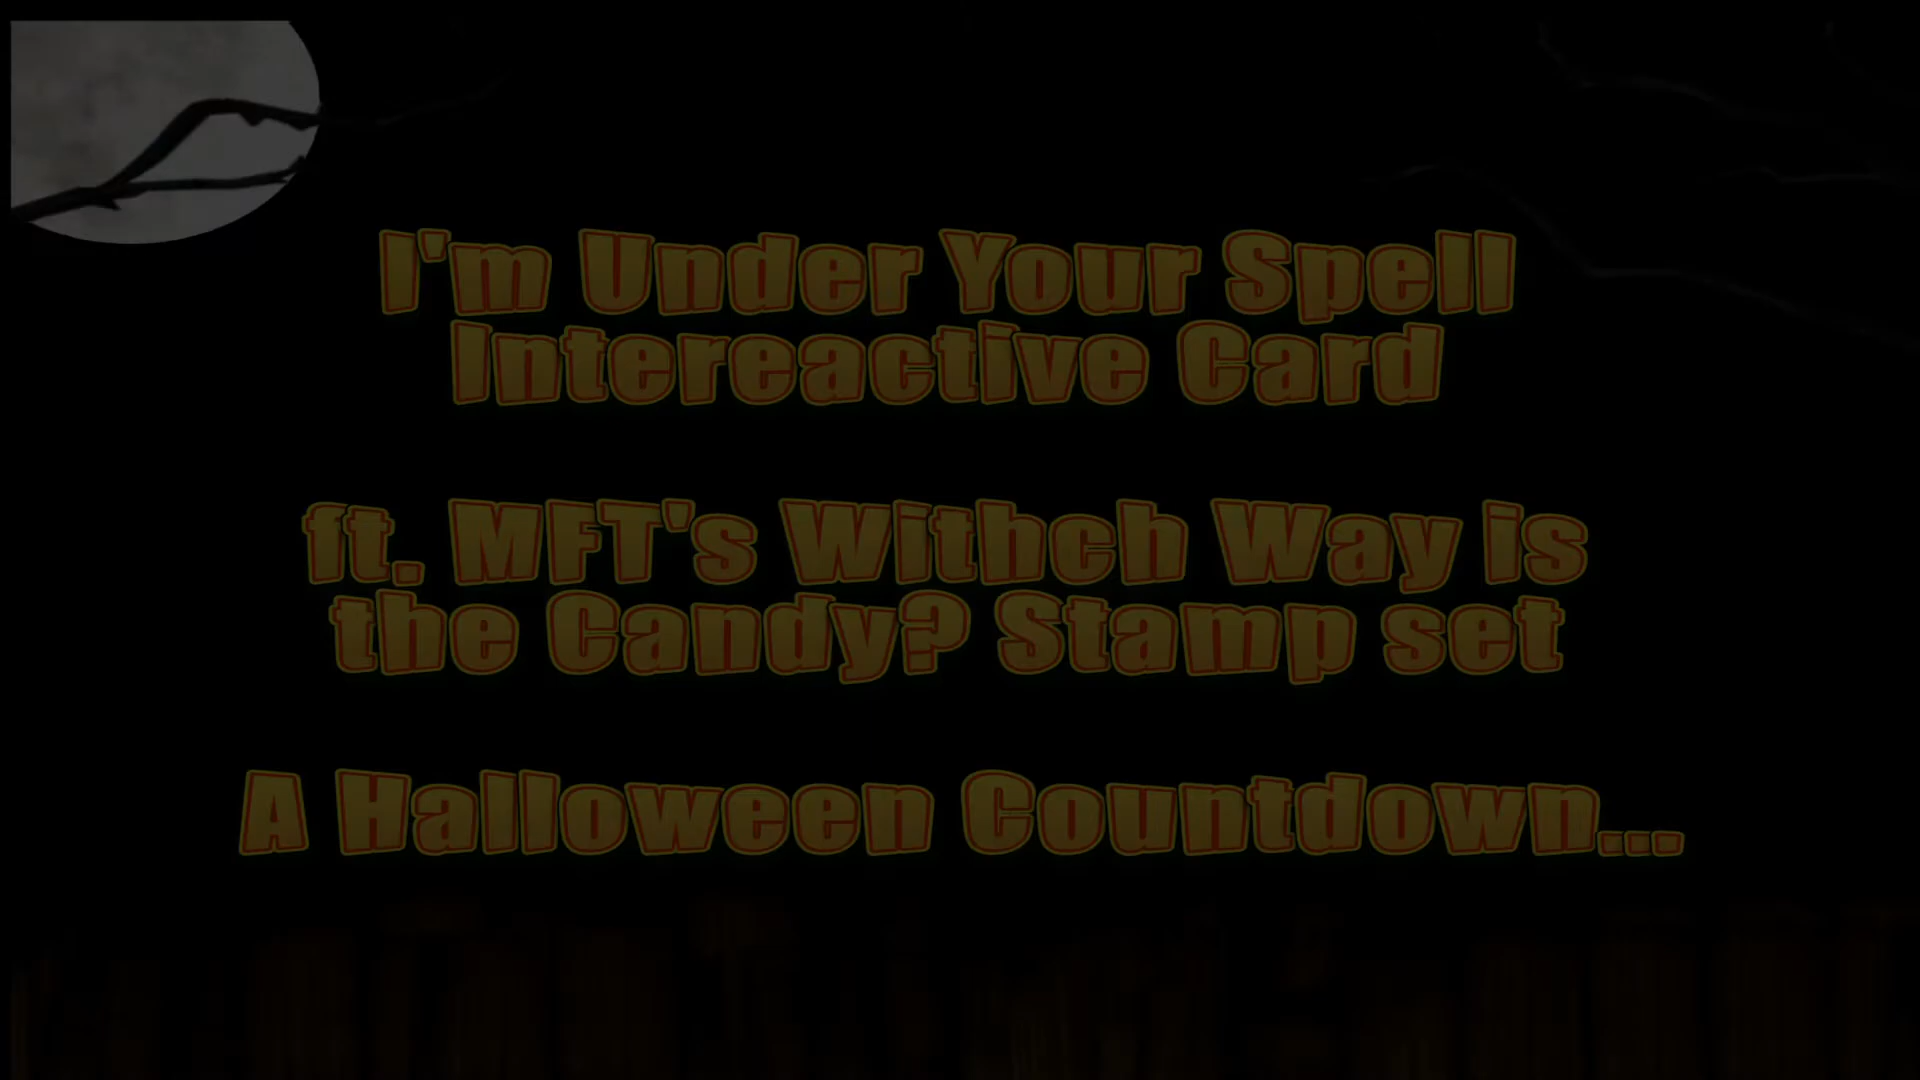 I'm Under Your Spell
Intereactive Card
ft. MFT's Withch Way is
the Candy? Stamp set
A Halloween Countdown...